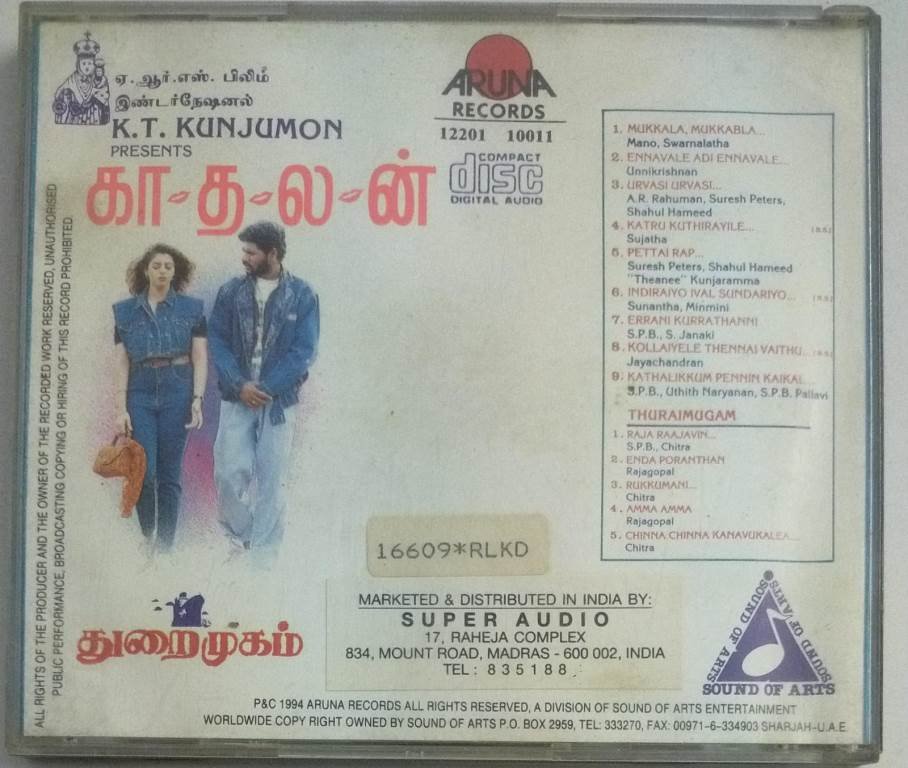 ஏ.ஆர்.எஸ். பிலிம்
இண்டர்நேஷனல்
K.T. KUNJUMON
PRESENTS
கா-த-ல-ன்
ARUNA
RECORDS
12201 10011
COMPACT
disc
DIGITAL AUDIO
1. MUKKALA, MUKKABLA...
Mano, Swarnalatha
2. ENNAVALE ADI ENNAVALE...
Unnikrishnan
3. URVASI URVASI...
A.R. Rahuman, Suresh Peters,
Shahul Hameed
4. KATRU KUTHIRAYILE... (B.S.)
Sujatha
5. PETTAI RAP...
Suresh Peters, Shahul Hameed
"Theanee" Kunjaramma
6. INDIRAIYO IVAL SUNDARIYO... (B.S.)
Sunantha, Minmini
7. ERRANI KURRATHANNI
S.P.B., S. Janaki
8. KOLLAIYELE THENNAI VAITHU... (B.S.)
Jayachandran
9. KATHALIKKUM PENNIN KAIKAL...
S.P.B., Uthith Naryanan, S.P.B. Pallavi
THURAIMUGAM
1. RAJA RAAJAVIN...
S.P.B., Chitra
2. ENDA PORANTHAN
Rajagopal
3. RUKKUMANI...
Chitra
4. AMMA AMMA
Rajagopal
5. CHINNA CHINNA KANAVUKALEA...
Chitra
ALL RIGHTS OF THE PRODUCER AND THE OWNER OF THE RECORDED WORK RESERVED, UNAUTHORISED
PUBLIC PERFORMANCE, BROADCASTING COPYING OR HIRING OF THIS RECORD PROHIBITED
16609*RLKD
துறைமுகம்
MARKETED & DISTRIBUTED IN INDIA BY:
SUPER AUDIO
17, RAHEJA COMPLEX
834, MOUNT ROAD, MADRAS - 600 002, INDIA
TEL : 835188
SOUND OF ARTS
SOUND OF ARTS
SOUND OF ARTS
P&C 1994 ARUNA RECORDS ALL RIGHTS RESERVED, A DIVISION OF SOUND OF ARTS ENTERTAINMENT
WORLDWIDE COPY RIGHT OWNED BY SOUND OF ARTS P.O. BOX 2959, TEL: 333270, FAX: 00971-6-334903 SHARJAH-U.A.E